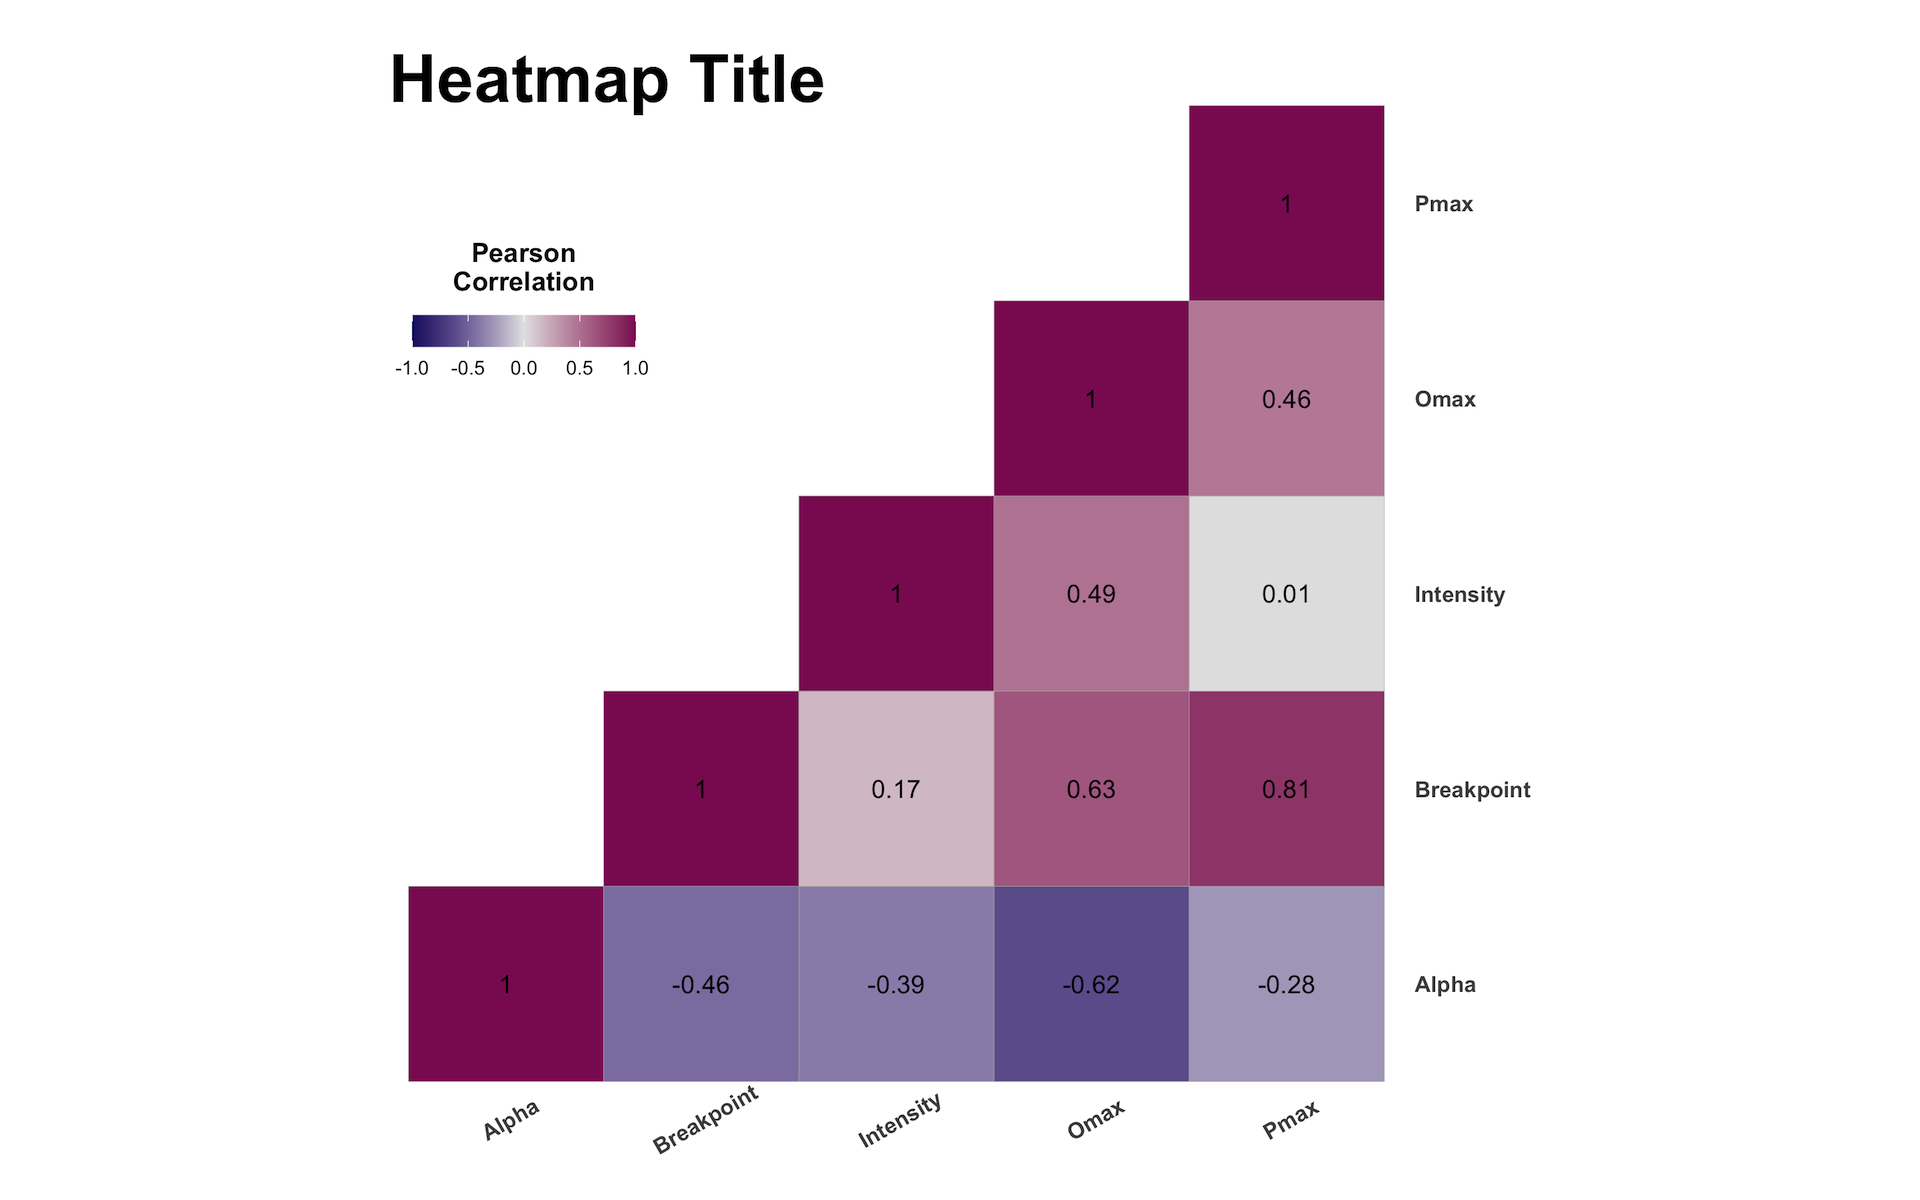 Heatmap Title
Pearson
Correlation
-1.0 -0.5 0.0 0.5 1.0
1 Pmax
1 0.46 Omax
1 0.49 0.01 Intensity
1 0.17 0.63 0.81 Breakpoint
1 -0.46 -0.39 -0.62 -0.28 Alpha
Alpha Breakpoint Intensity Omax Pmax